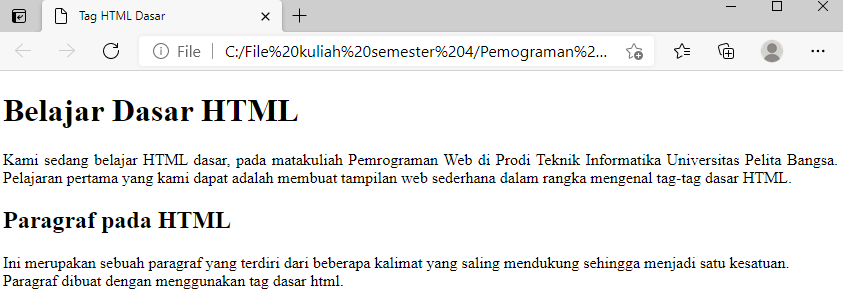 Tag HTML Dasar
File
C:/File%20kuliah%20semester%204/Pemograman%2...
Belajar Dasar HTML
Kami sedang belajar HTML dasar, pada matakuliah Pemrograman Web di Prodi Teknik Informatika Universitas Pelita Bangsa.
Pelajaran pertama yang kami dapat adalah membuat tampilan web sederhana dalam rangka mengenal tag-tag dasar HTML.
Paragraf pada HTML
Ini merupakan sebuah paragraf yang terdiri dari beberapa kalimat yang saling mendukung sehingga menjadi satu kesatuan.
Paragraf dibuat dengan menggunakan tag dasar html.